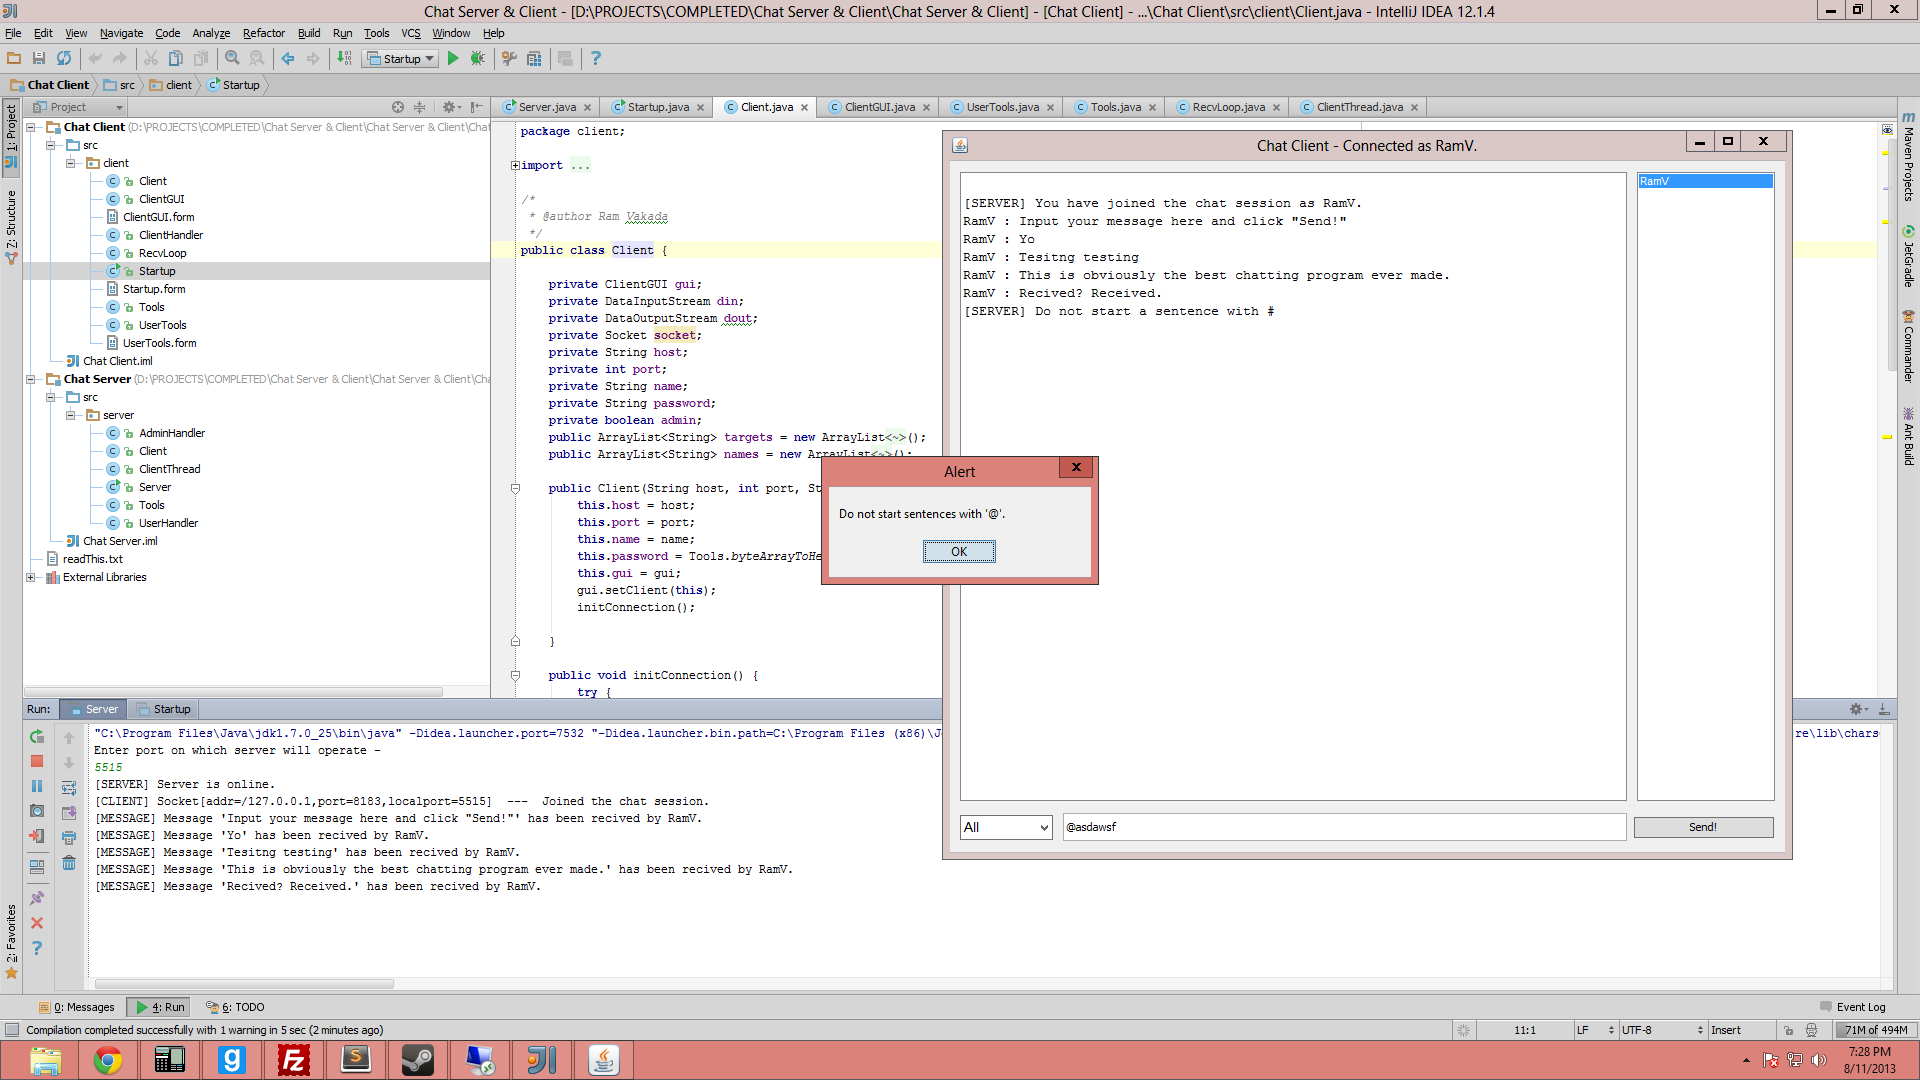 Chat Server & Client - [D:\PROJECTS\COMPLETED\Chat Server & Client\Chat Server & Client] - [Chat Client] - ...\Chat Client\src\client\Client.java - IntelliJ IDEA 12.1.4
File Edit View Navigate Code Analyze Refactor Build Run Tools VCS Window Help
Startup
Chat Client src client Startup
1: Project
Z: Structure
2: Favorites
Project
Chat Client (D:\PROJECTS\COMPLETED\Chat Server & Client\Chat Server & Client\Chat
src
client
Client
ClientGUI
ClientGUI.form
ClientHandler
RecvLoop
Startup
Startup.form
Tools
UserTools
UserTools.form
Chat Client.iml
Chat Server (D:\PROJECTS\COMPLETED\Chat Server & Client\Chat Server & Client\Cha
src
server
AdminHandler
Client
ClientThread
Server
Tools
UserHandler
Chat Server.iml
readThis.txt
External Libraries
Server.java Startup.java Client.java ClientGUI.java UserTools.java Tools.java RecvLoop.java ClientThread.java
package client;
import ...
/*
* @author Ram Vakada
*/
public class Client {
private ClientGUI gui;
private DataInputStream din;
private DataOutputStream dout;
private Socket socket;
private String host;
private int port;
private String name;
private String password;
private boolean admin;
public ArrayList<String> targets = new ArrayList<~>();
public ArrayList<String> names = new ArrayList<~>();
public Client(String host, int port, St
this.host = host;
this.port = port;
this.name = name;
this.password = Tools.byteArrayToHe
this.gui = gui;
gui.setClient(this);
initConnection();
}
public void initConnection() {
try {
Chat Client - Connected as RamV.
[SERVER] You have joined the chat session as RamV.
RamV : Input your message here and click "Send!"
RamV : Yo
RamV : Tesitng testing
RamV : This is obviously the best chatting program ever made.
RamV : Recived? Received.
[SERVER] Do not start a sentence with #
RamV
All @asdawsf Send!
Alert
Do not start sentences with '@'.
OK
Maven Projects
JetGradle
Commander
Ant Build
Run: Server Startup
"C:\Program Files\Java\jdk1.7.0_25\bin\java" -Didea.launcher.port=7532 "-Didea.launcher.bin.path=C:\Program Files (x86)\J re\lib\chars
Enter port on which server will operate -
5515
[SERVER] Server is online.
[CLIENT] Socket[addr=/127.0.0.1,port=8183,localport=5515] --- Joined the chat session.
[MESSAGE] Message 'Input your message here and click "Send!"' has been recived by RamV.
[MESSAGE] Message 'Yo' has been recived by RamV.
[MESSAGE] Message 'Tesitng testing' has been recived by RamV.
[MESSAGE] Message 'This is obviously the best chatting program ever made.' has been recived by RamV.
[MESSAGE] Message 'Recived? Received.' has been recived by RamV.
0: Messages 4: Run 6: TODO Event Log
Compilation completed successfully with 1 warning in 5 sec (2 minutes ago) 11:1 LF UTF-8 Insert 71M of 494M
7:28 PM
8/11/2013